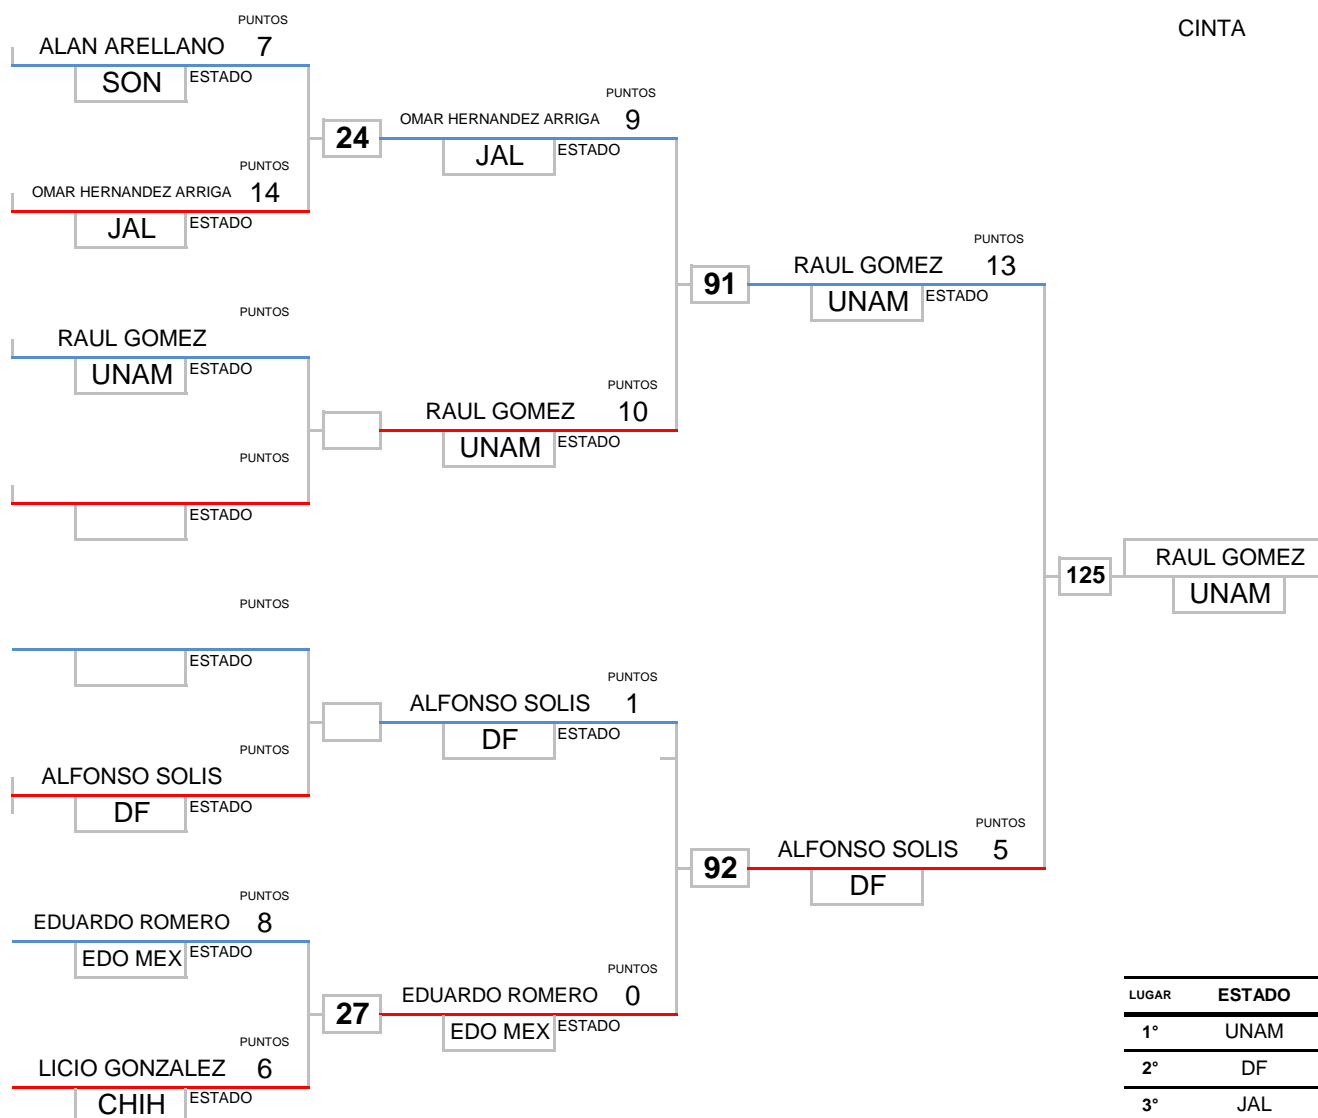 PUNTOS
CINTA
ALAN ARELLANO 7
SON ESTADO
PUNTOS
OMAR HERNANDEZ ARRIGA 9
24
JAL ESTADO
PUNTOS
OMAR HERNANDEZ ARRIGA 14
JAL ESTADO
PUNTOS
RAUL GOMEZ 13
91
UNAM ESTADO
PUNTOS
RAUL GOMEZ
UNAM ESTADO
PUNTOS
RAUL GOMEZ 10
UNAM ESTADO
PUNTOS
ESTADO
125
RAUL GOMEZ
UNAM
PUNTOS
ESTADO
PUNTOS
ALFONSO SOLIS 1
DF ESTADO
PUNTOS
ALFONSO SOLIS
DF ESTADO
PUNTOS
ALFONSO SOLIS 5
92
DF
PUNTOS
EDUARDO ROMERO 8
EDO MEX ESTADO
PUNTOS
EDUARDO ROMERO 0
27
EDO MEX ESTADO
PUNTOS
LICIO GONZALEZ 6
CHIH ESTADO
LUGAR ESTADO
1° UNAM
2° DF
3° JAL